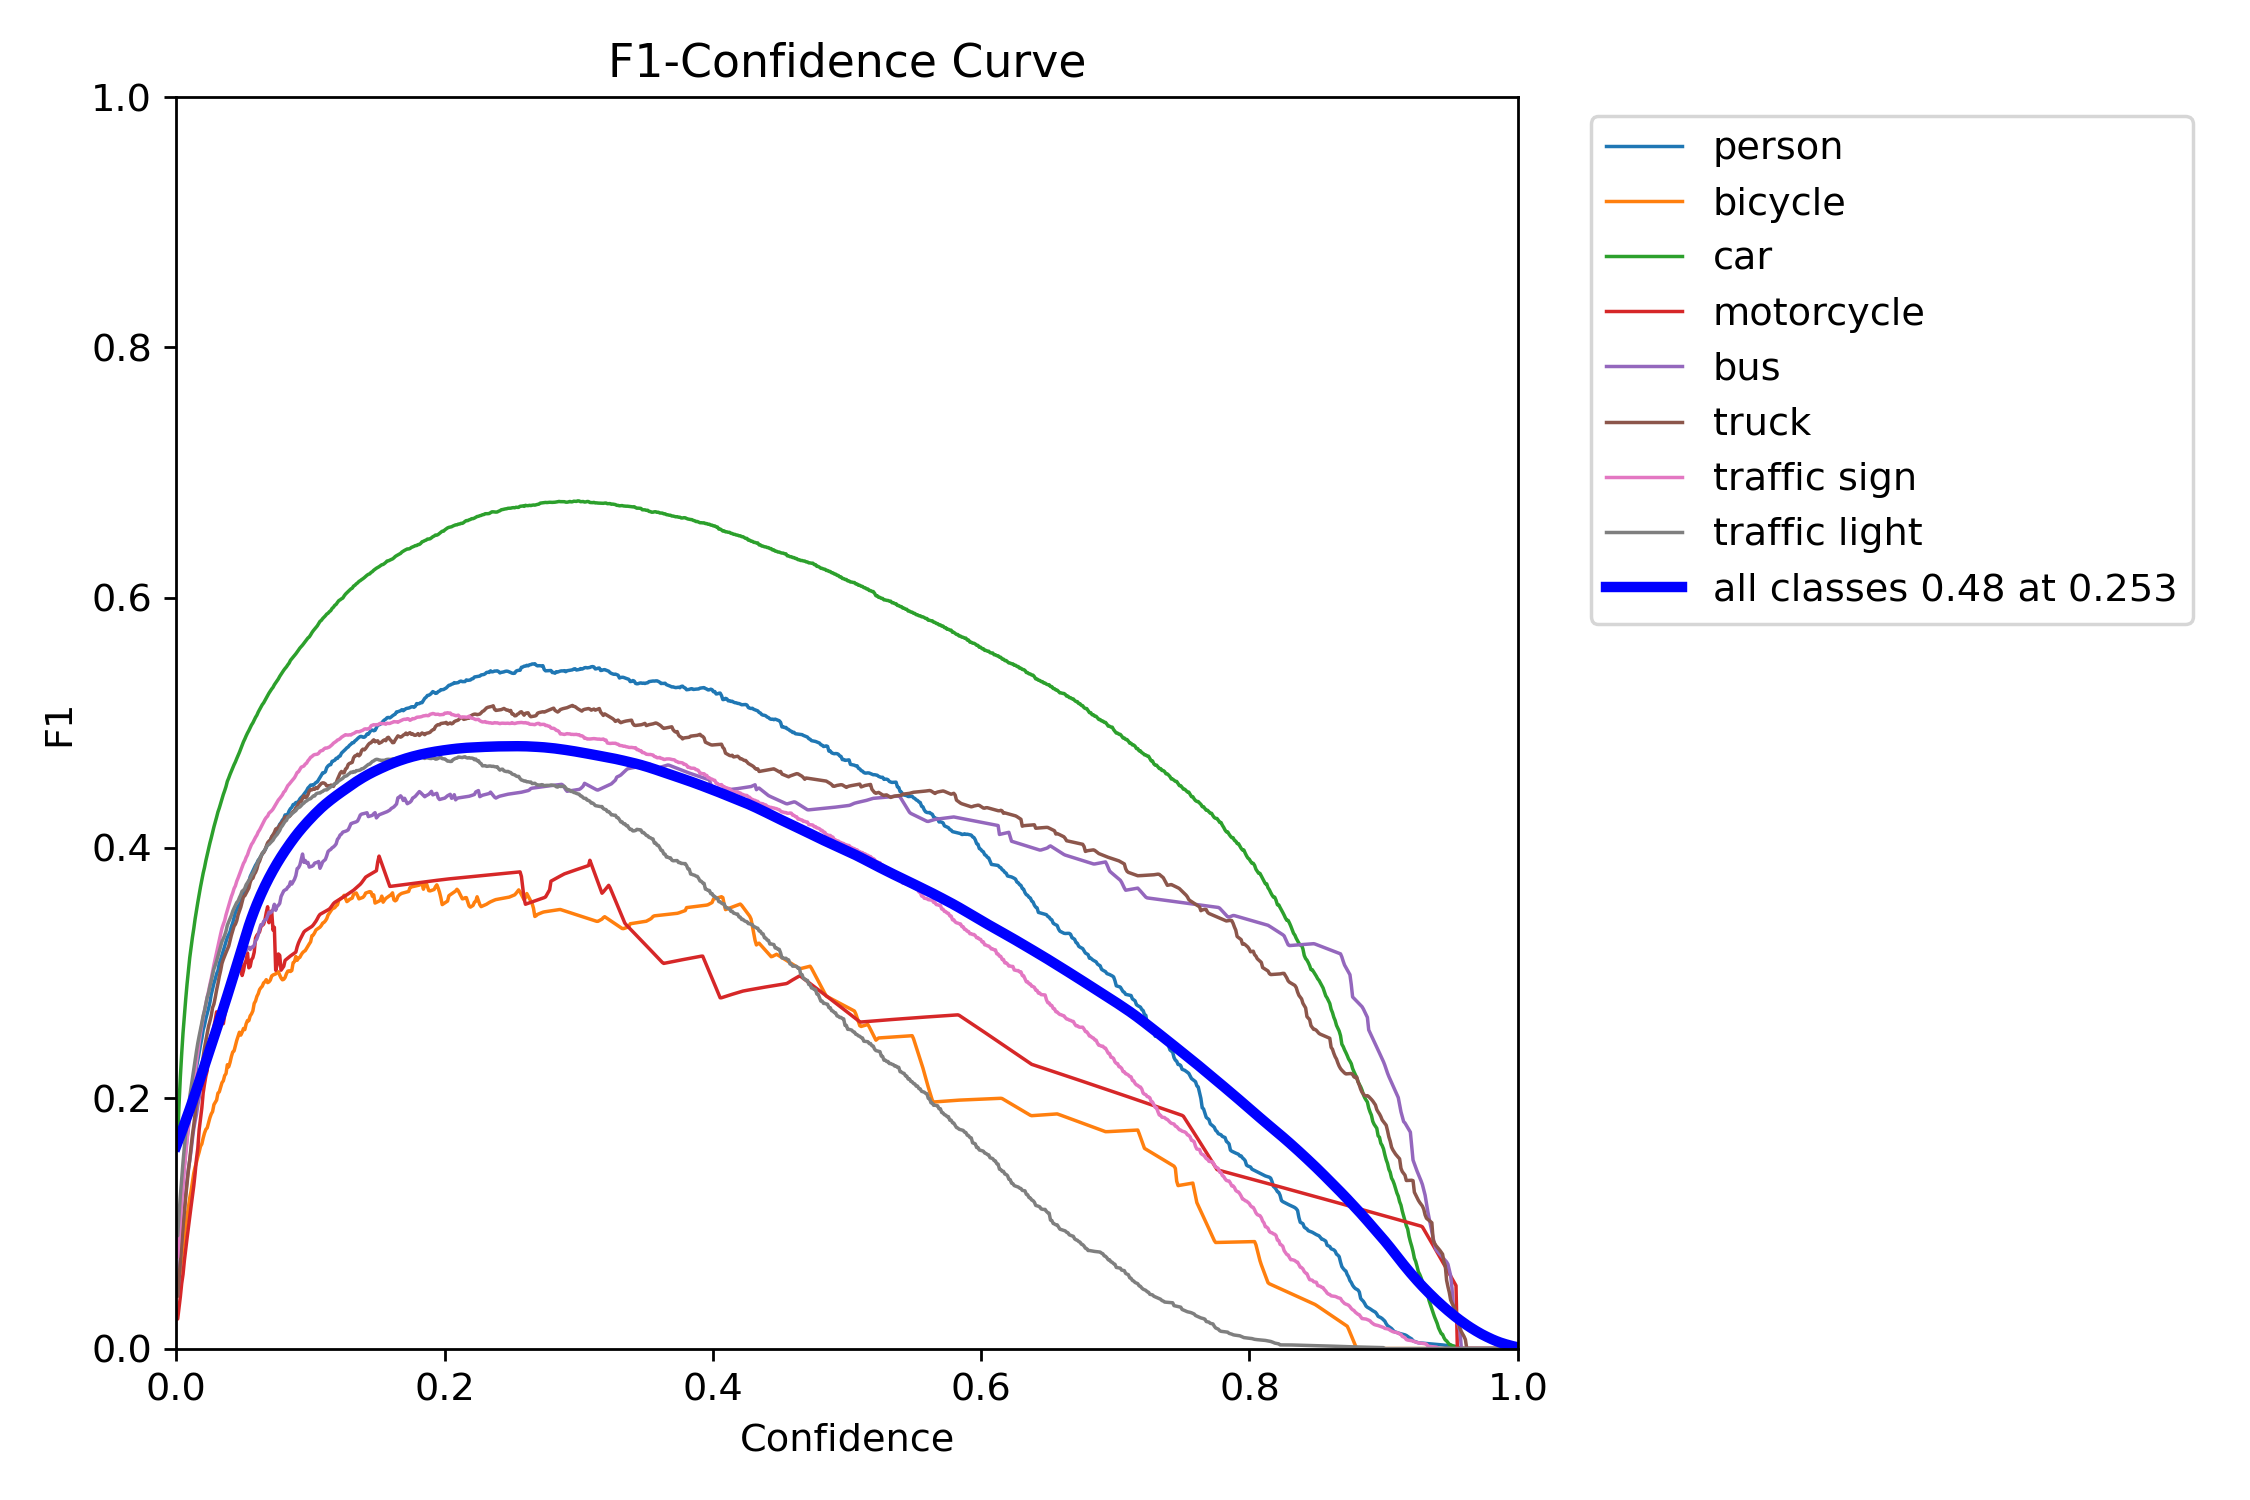 F1-Confidence Curve
1.0
0.8
0.6
0.4
0.2
0.0
F1
0.0 0.2 0.4 0.6 0.8 1.0
Confidence
person
bicycle
car
motorcycle
bus
truck
traffic sign
traffic light
all classes 0.48 at 0.253